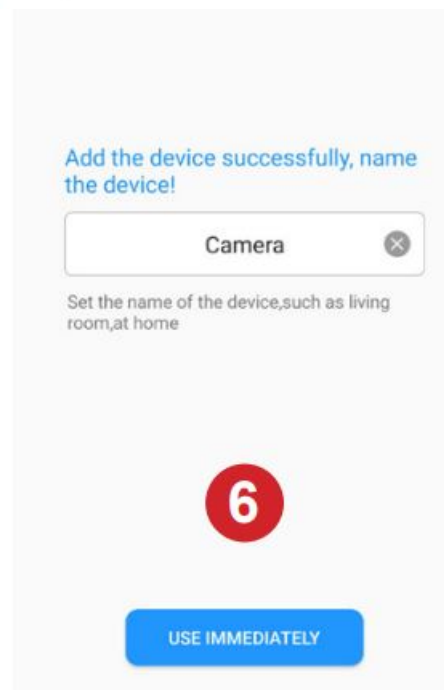 Add the device successfully, name
the device!
Camera
Set the name of the device,such as living
room,at home
6
USE IMMEDIATELY